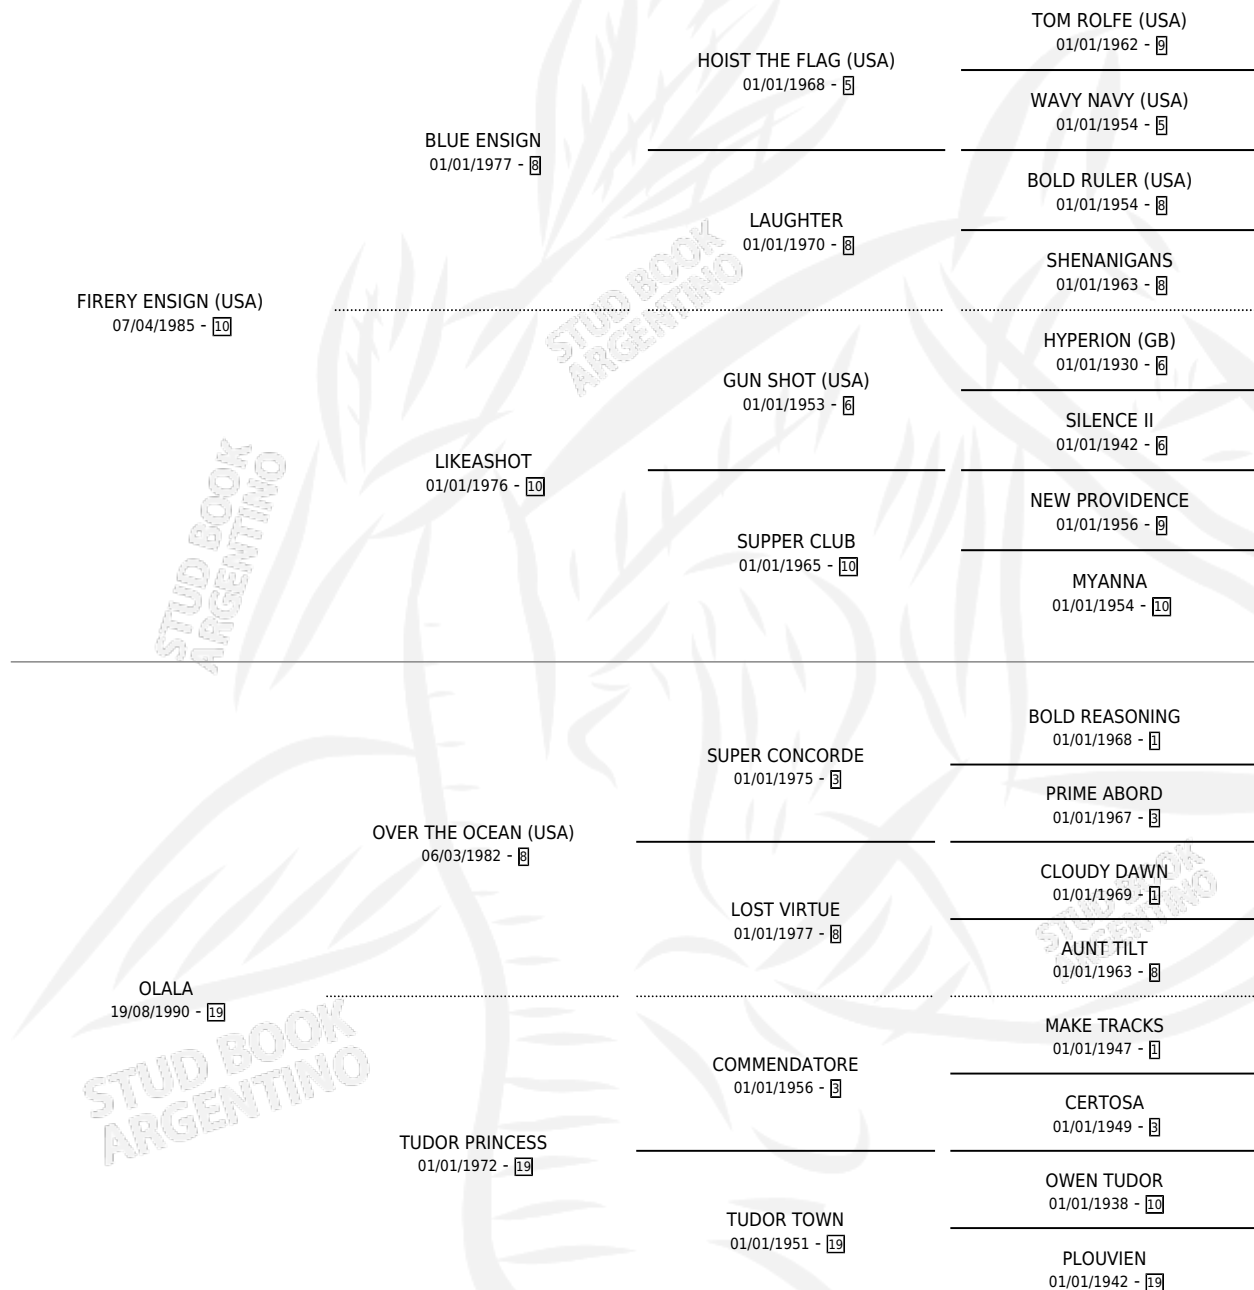 TOM ROLFE (USA)
01/01/1962 - 9
HOIST THE FLAG (USA)
01/01/1968 - 5
WAVY NAVY (USA)
01/01/1954 - 5
BLUE ENSIGN
01/01/1977 - 8
BOLD RULER (USA)
01/01/1954 - 8
LAUGHTER
01/01/1970 - 8
SHENANIGANS
01/01/1963 - 8
FIRERY ENSIGN (USA)
07/04/1985 - 10
HYPERION (GB)
01/01/1930 - 6
GUN SHOT (USA)
01/01/1953 - 6
SILENCE II
01/01/1942 - 6
LIKEASHOT
01/01/1976 - 10
NEW PROVIDENCE
01/01/1956 - 9
SUPPER CLUB
01/01/1965 - 10
MYANNA
01/01/1954 - 10
BOLD REASONING
01/01/1968 - 1
SUPER CONCORDE
01/01/1975 - 3
PRIME ABORD
01/01/1967 - 3
OVER THE OCEAN (USA)
06/03/1982 - 8
CLOUDY DAWN
01/01/1969 - 1
LOST VIRTUE
01/01/1977 - 8
AUNT TILT
01/01/1963 - 8
OLALA
19/08/1990 - 19
MAKE TRACKS
01/01/1947 - 1
COMMENDATORE
01/01/1956 - 3
CERTOSA
01/01/1949 - 3
TUDOR PRINCESS
01/01/1972 - 19
OWEN TUDOR
01/01/1938 - 10
TUDOR TOWN
01/01/1951 - 19
PLOUVIEN
01/01/1942 - 19
STUD BOOK
ARGENTINO
STUD BOOK
ARGENTINO
STUD BOOK
ARGENTINO
STUD BOOK
ARGENTINO